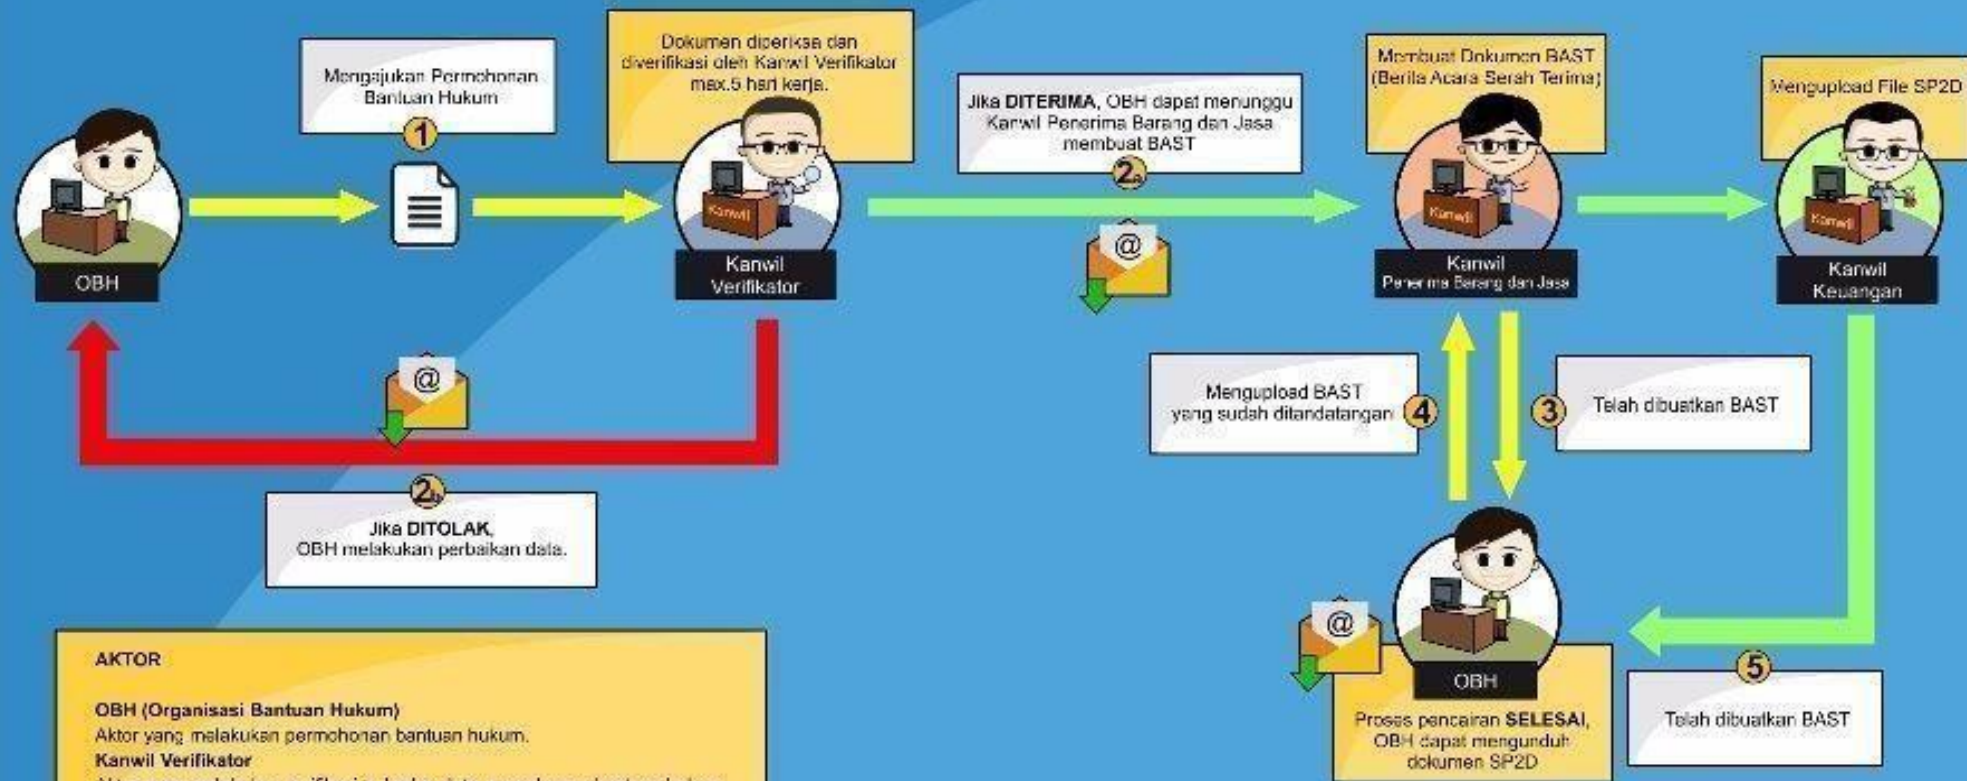 Mengajukan Permohonan
Bantuan Hukum
1
OBH
Dokumen diperiksa dan
diverifikasi oleh Kanwil Verifikator
max.5 hari kerja.
Kanwil
Kanwil
Verifikator
Jika DITERIMA, OBH dapat menunggu
Kanwil Penerima Barang dan Jasa
membuat BAST
2a
@
Membuat Dokumen BAST
(Berita Acara Serah Terima)
Kanwil
Kanwil
Penerima Barang dan Jasa
Mengupload File SP2D
Kanwil
Kanwil
Keuangan
@
2b
Jika DITOLAK,
OBH melakukan perbaikan data.
Mengupload BAST
yang sudah ditandatangani
4
3
Telah dibuatkan BAST
@
OBH
Proses pencairan SELESAI,
OBH dapat mengunduh
dokumen SP2D
5
Telah dibuatkan BAST
AKTOR
OBH (Organisasi Bantuan Hukum)
Aktor yang melakukan permohonan bantuan hukum.
Kanwil Verifikator